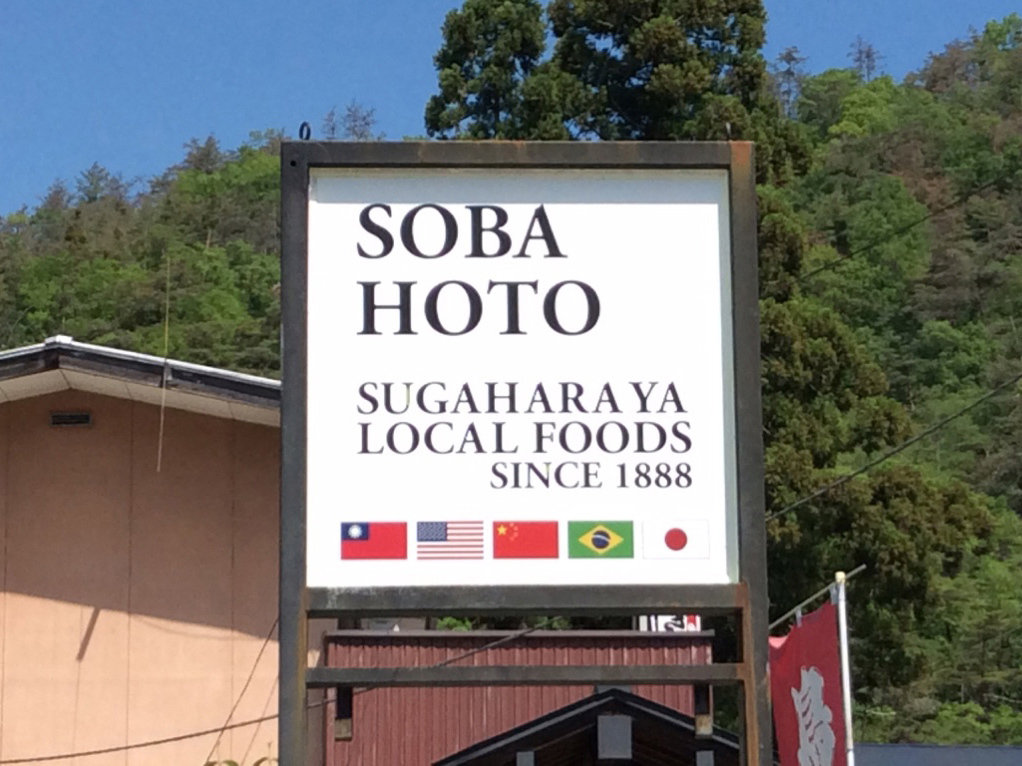 SOBA
HOTO
SUGAHARAYA
LOCAL FOODS
SINCE 1888